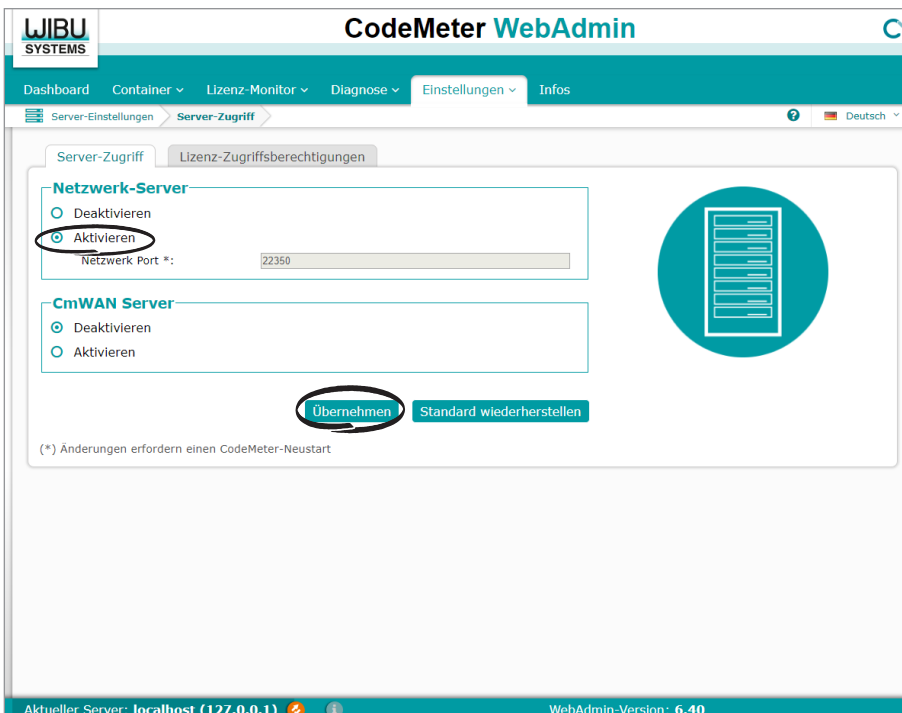 WIBU
SYSTEMS
CodeMeter WebAdmin
Dashboard Container Lizenz-Monitor Diagnose Einstellungen Infos
Server-Einstellungen Server-Zugriff ? Deutsch
Server-Zugriff Lizenz-Zugriffsberechtigungen
Netzwerk-Server
Deaktivieren
Aktivieren
Netzwerk Port *: 22350
CmWAN Server
Deaktivieren
Aktivieren
Übernehmen Standard wiederherstellen
(*) Änderungen erfordern einen CodeMeter-Neustart
Aktueller Server: localhost (127.0.0.1) i WebAdmin-Version: 6.40